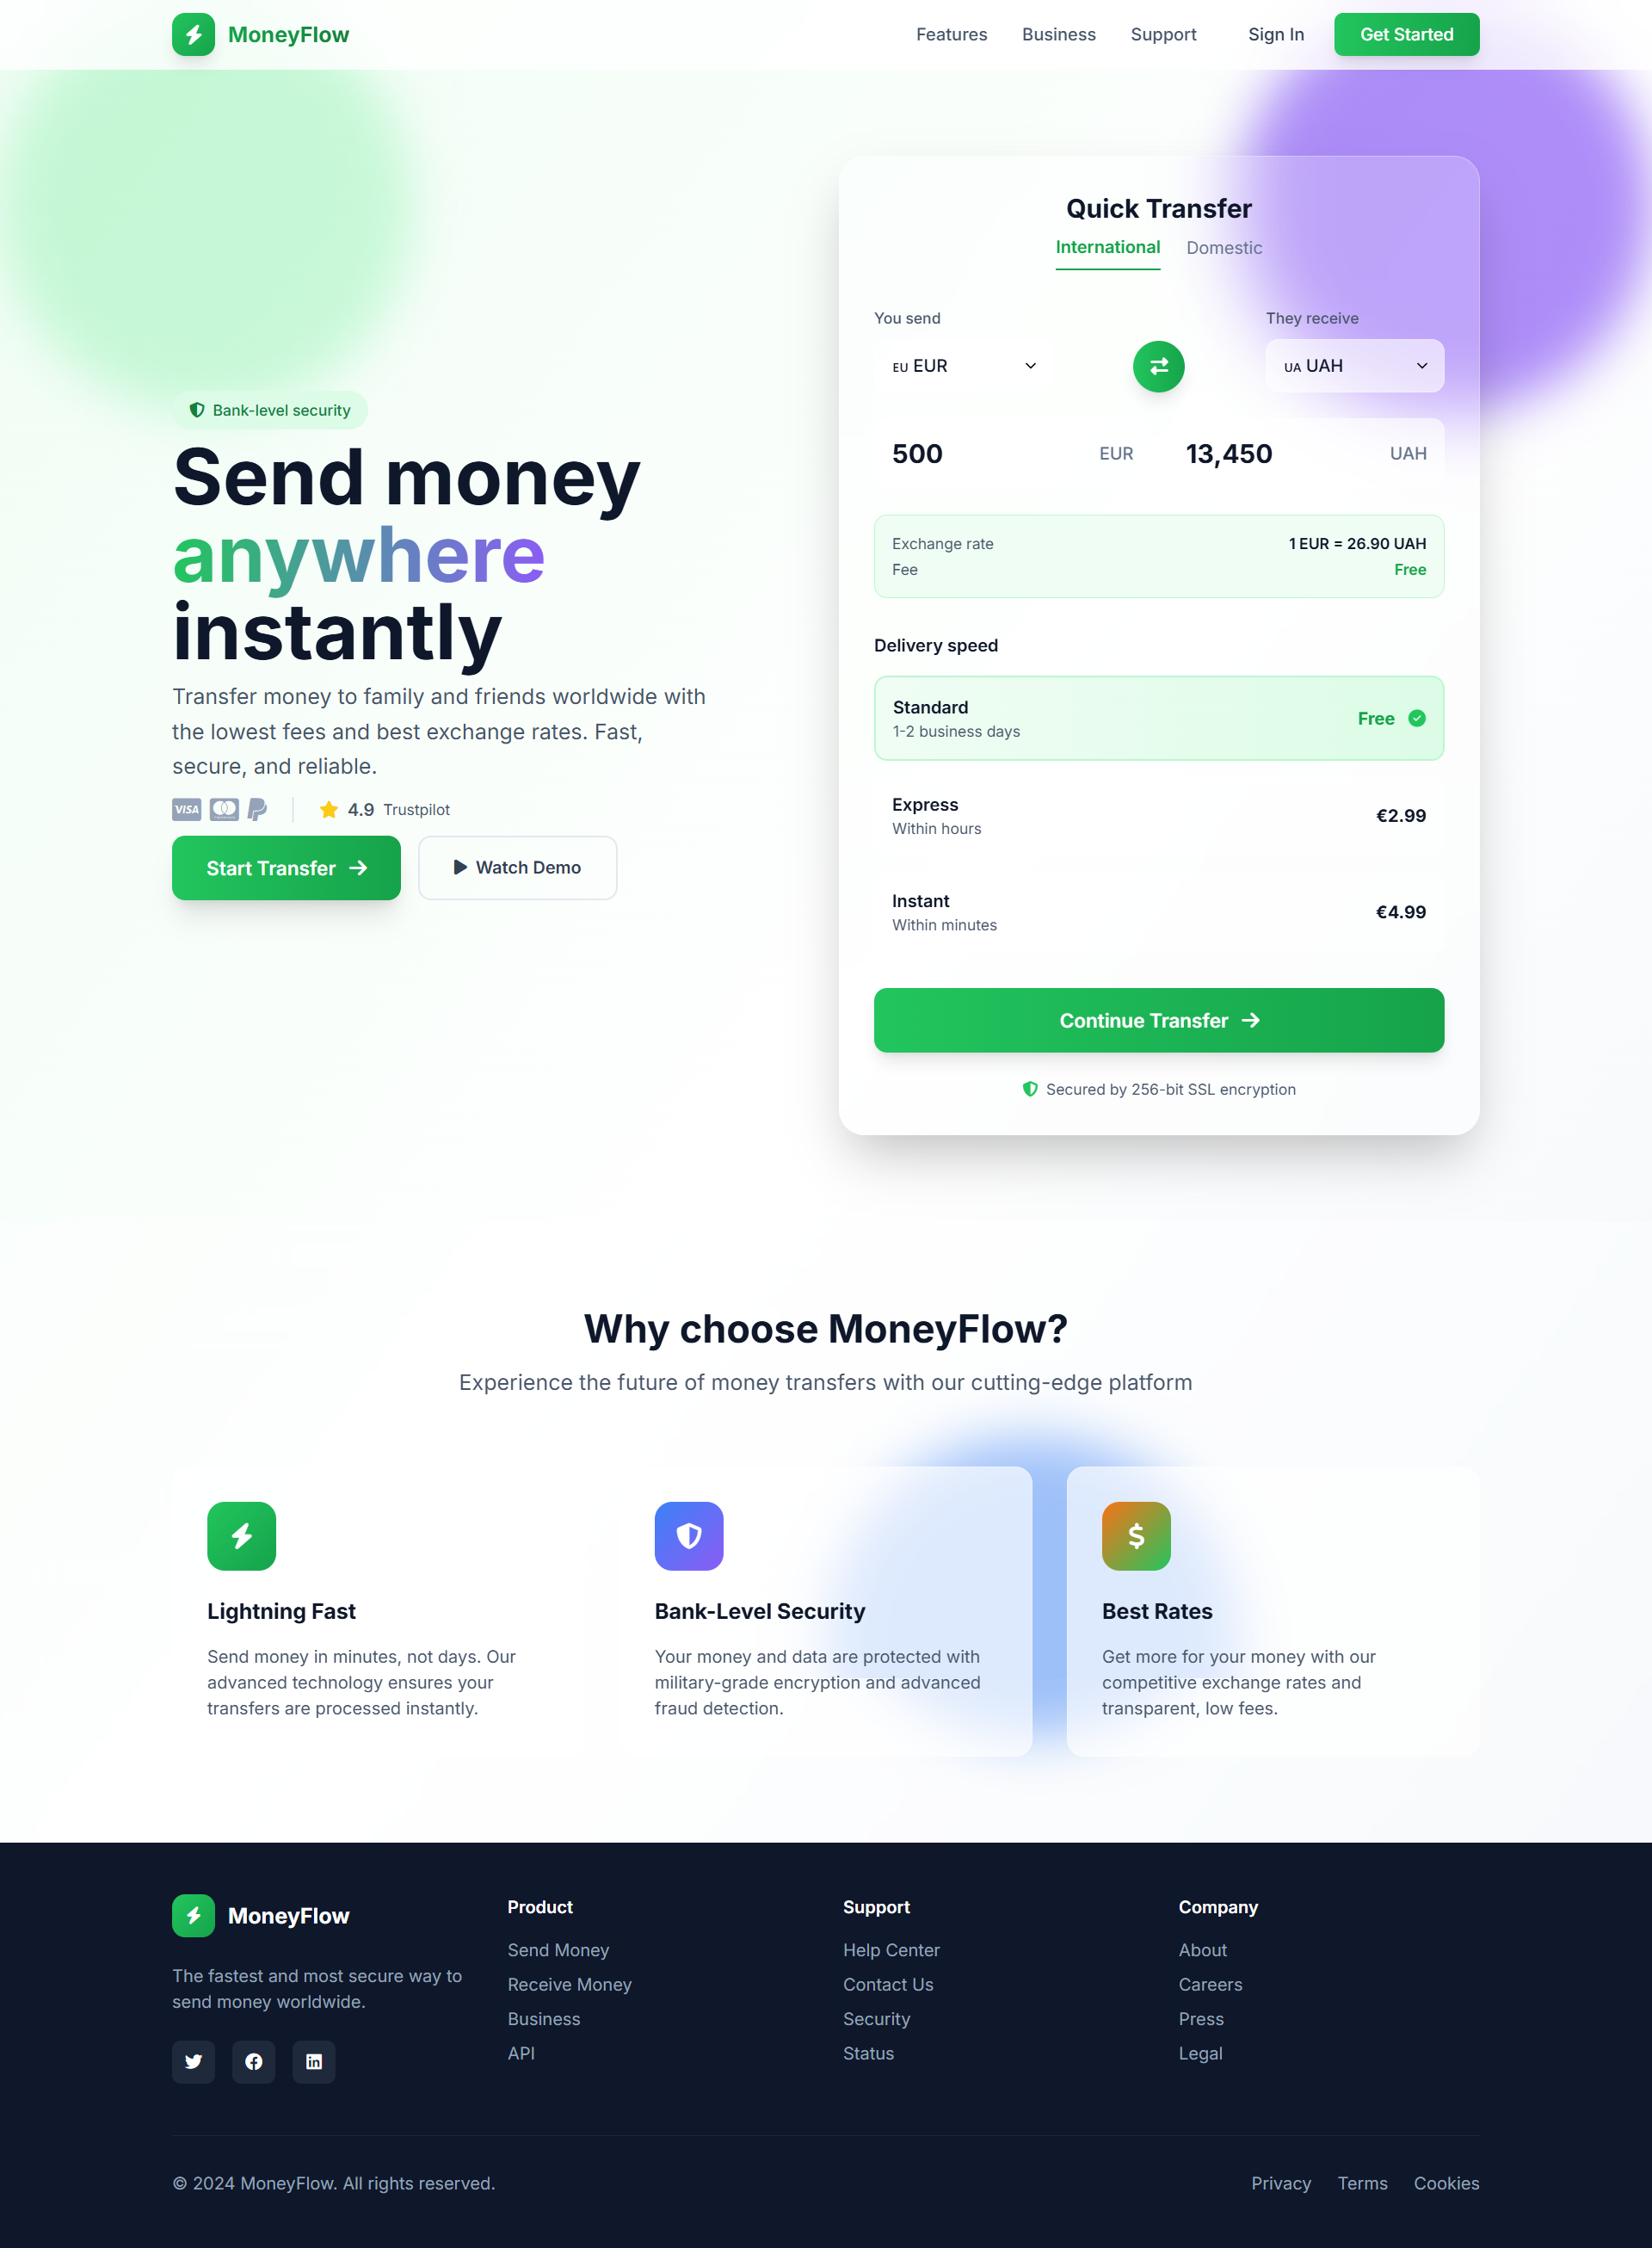 MoneyFlow
Features Business Support Sign In Get Started
Bank-level security
Send money
anywhere
instantly
Transfer money to family and friends worldwide with
the lowest fees and best exchange rates. Fast,
secure, and reliable.
VISA 4.9 Trustpilot
Start Transfer Watch Demo
Quick Transfer
International Domestic
You send They receive
EU EUR UA UAH
500 EUR 13,450 UAH
Exchange rate 1 EUR = 26.90 UAH
Fee Free
Delivery speed
Standard
1-2 business days
Free
Express
Within hours
€2.99
Instant
Within minutes
€4.99
Continue Transfer
Secured by 256-bit SSL encryption
Why choose MoneyFlow?
Experience the future of money transfers with our cutting-edge platform
Lightning Fast
Send money in minutes, not days. Our
advanced technology ensures your
transfers are processed instantly.
Bank-Level Security
Your money and data are protected with
military-grade encryption and advanced
fraud detection.
Best Rates
Get more for your money with our
competitive exchange rates and
transparent, low fees.
MoneyFlow
The fastest and most secure way to
send money worldwide.
Product
Send Money
Receive Money
Business
API
Support
Help Center
Contact Us
Security
Status
Company
About
Careers
Press
Legal
© 2024 MoneyFlow. All rights reserved.
Privacy Terms Cookies